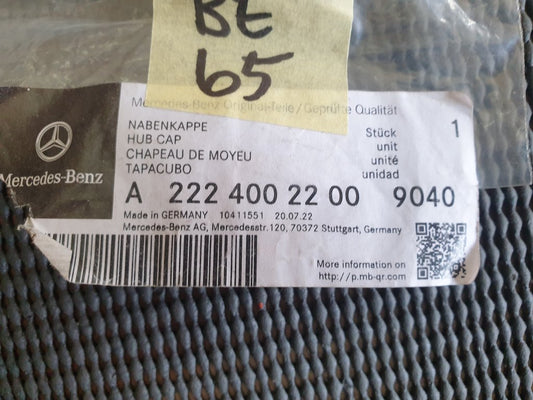 BE
65
Mercedes-Benz Original-Teile / Geprüfte Qualität
NABENKAPPE
HUB CAP
CHAPEAU DE MOYEU
TAPACUBO
Stück
unit
unité
unidad
1
Mercedes-Benz
A 222 400 22 00 9040
Made in GERMANY 10411551 20.07.22
Mercedes-Benz AG, Mercedesstr.120, 70372 Stuttgart, Germany
More information on
http://p.mb-qr.com